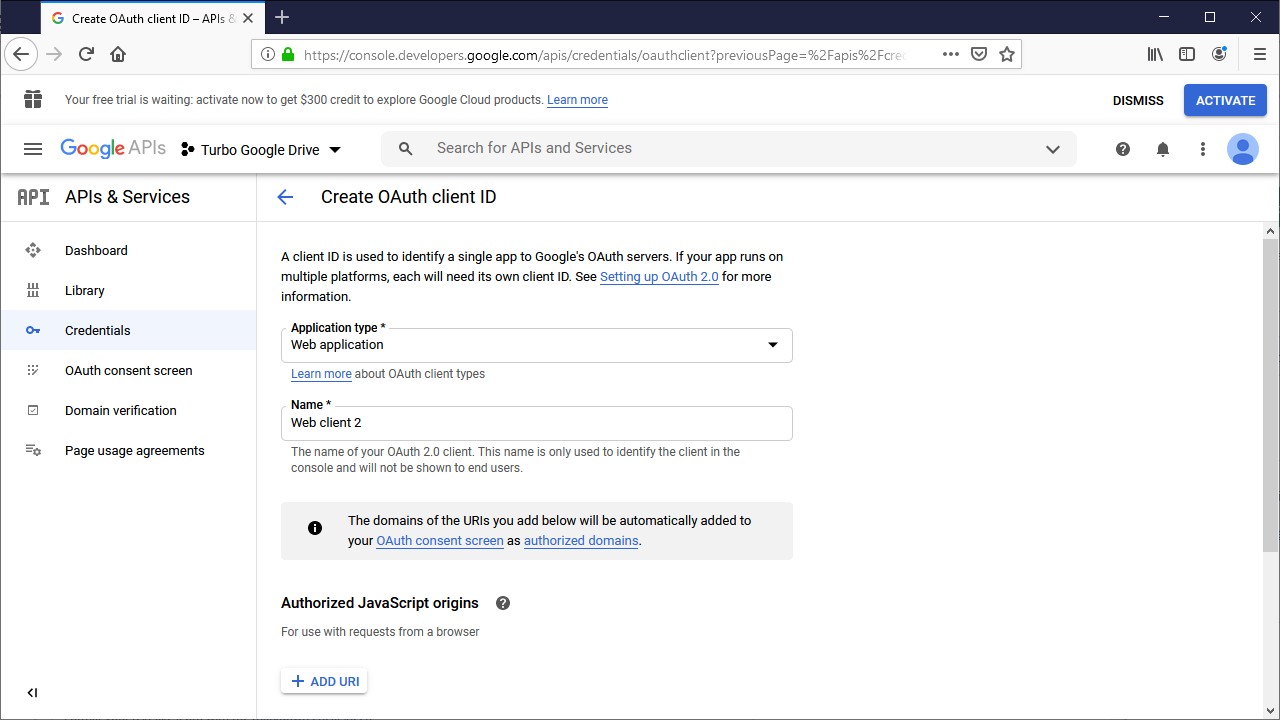 Create OAuth client ID – APIs &
https://console.developers.google.com/apis/credentials/oauthclient?previousPage=%2Fapis%2Fcre
Your free trial is waiting: activate now to get $300 credit to explore Google Cloud products. Learn more
DISMISS
ACTIVATE
Google APIs
Turbo Google Drive
Search for APIs and Services
API
APIs & Services
Create OAuth client ID
Dashboard
Library
Credentials
OAuth consent screen
Domain verification
Page usage agreements
A client ID is used to identify a single app to Google's OAuth servers. If your app runs on
multiple platforms, each will need its own client ID. See Setting up OAuth 2.0 for more
information.
Application type *
Web application
Learn more about OAuth client types
Name *
Web client 2
The name of your OAuth 2.0 client. This name is only used to identify the client in the
console and will not be shown to end users.
The domains of the URIs you add below will be automatically added to
your OAuth consent screen as authorized domains.
Authorized JavaScript origins
For use with requests from a browser
ADD URI